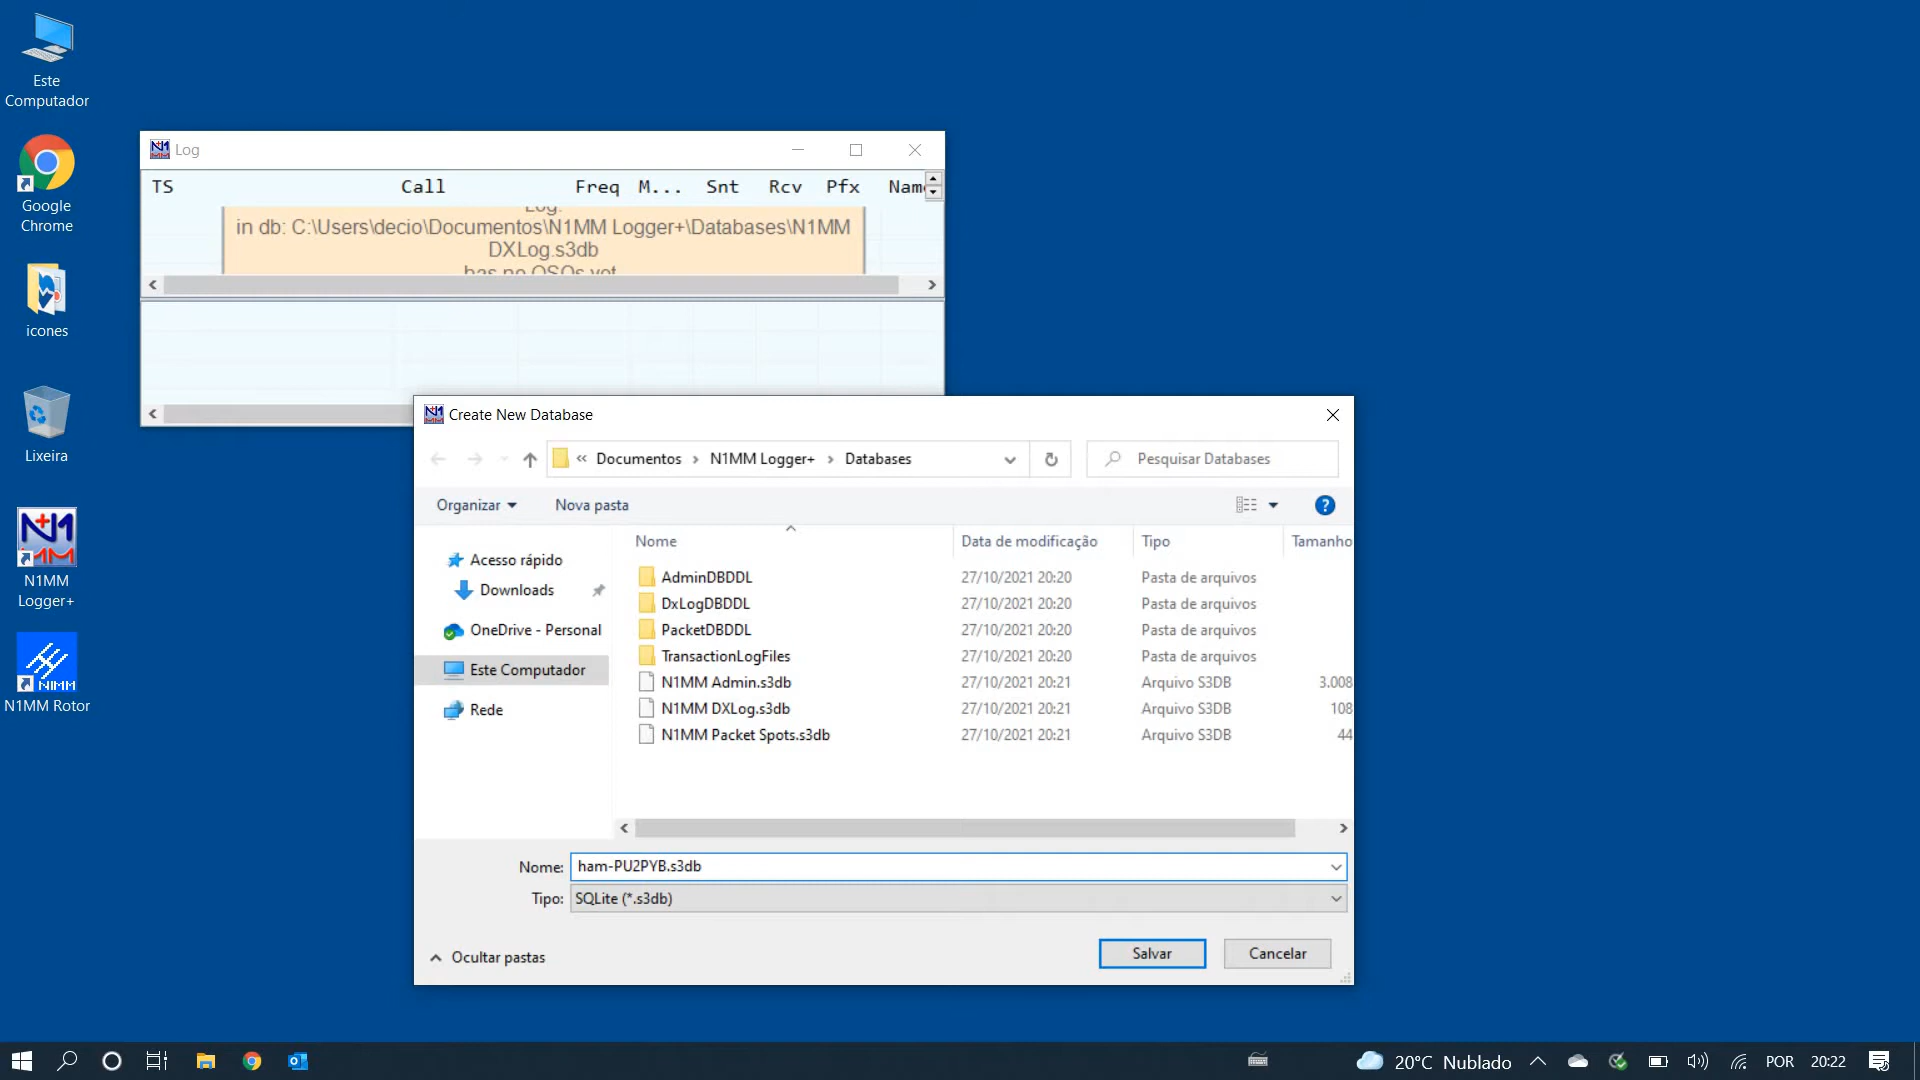 Este
Computador
Google
Chrome
icones
Lixeira
N1MM
Logger+
N1MM Rotor
Log
TS Call Freq M... Snt Rcv Pfx Name
Log:
in db: C:\Users\decio\Documentos\N1MM Logger+\Databases\N1MM
DXLog.s3db
has no QSOs yet
Create New Database
« Documentos › N1MM Logger+ › Databases
Pesquisar Databases
Organizar
Nova pasta
Nome Data de modificação Tipo Tamanho
Acesso rápido
Downloads
OneDrive - Personal
Este Computador
Rede
AdminDBDDL 27/10/2021 20:20 Pasta de arquivos
DxLogDBDDL 27/10/2021 20:20 Pasta de arquivos
PacketDBDDL 27/10/2021 20:20 Pasta de arquivos
TransactionLogFiles 27/10/2021 20:20 Pasta de arquivos
N1MM Admin.s3db 27/10/2021 20:21 Arquivo S3DB 3.008
N1MM DXLog.s3db 27/10/2021 20:21 Arquivo S3DB 108
N1MM Packet Spots.s3db 27/10/2021 20:21 Arquivo S3DB 44
Nome: ham-PU2PYB.s3db
Tipo: SQLite (*.s3db)
Ocultar pastas
Salvar
Cancelar
20°C Nublado
POR
20:22